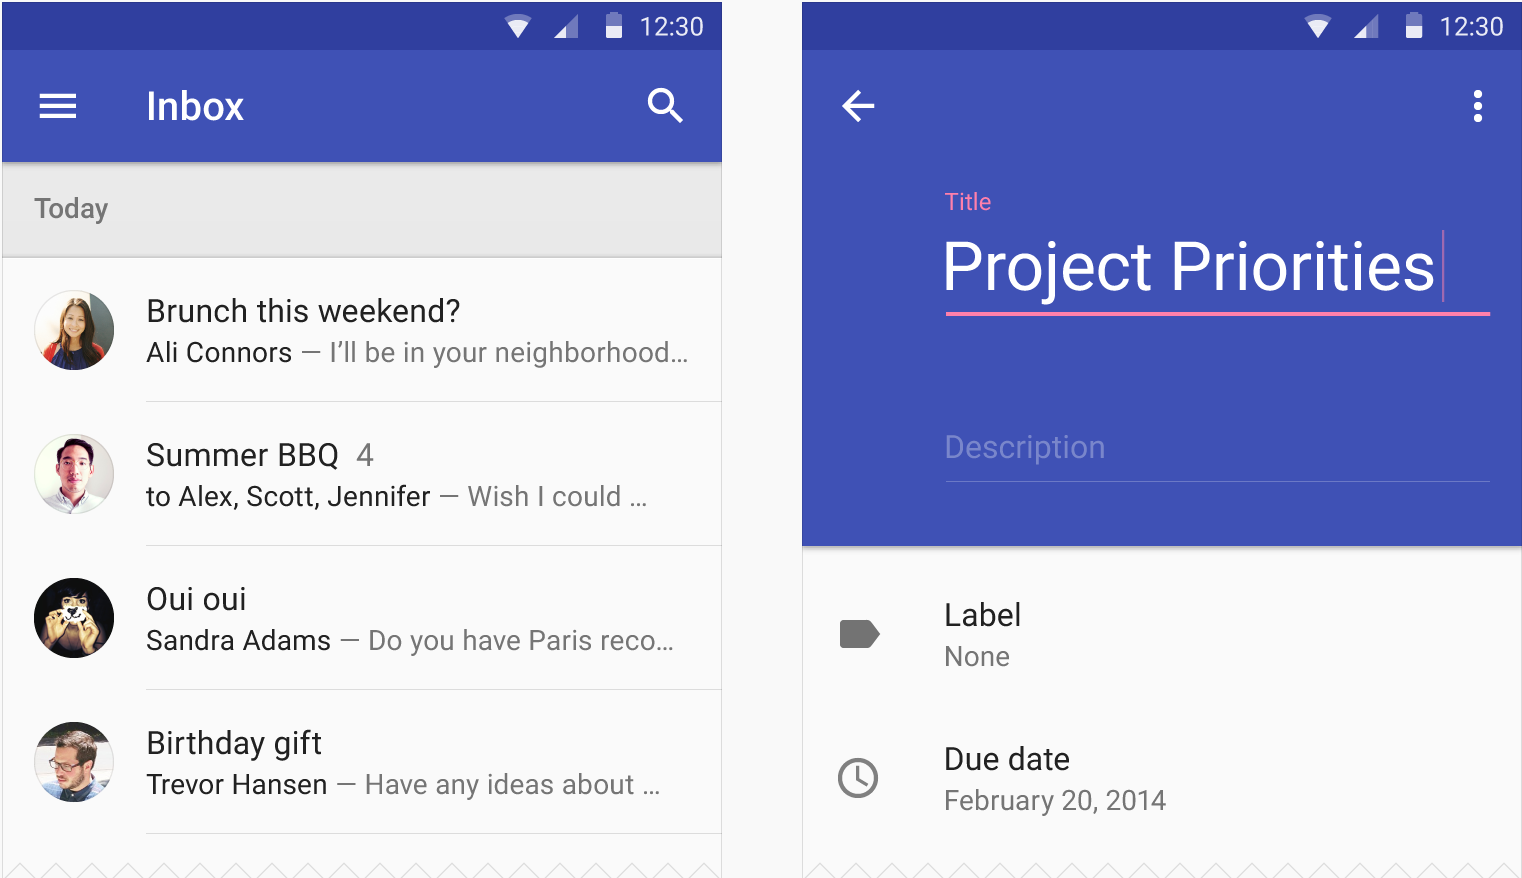 12:30
Inbox
Today
Brunch this weekend?
Ali Connors — I’ll be in your neighborhood…
Summer BBQ 4
to Alex, Scott, Jennifer — Wish I could …
Oui oui
Sandra Adams — Do you have Paris reco…
Birthday gift
Trevor Hansen — Have any ideas about …
12:30
Title
Project Priorities
Description
Label
None
Due date
February 20, 2014